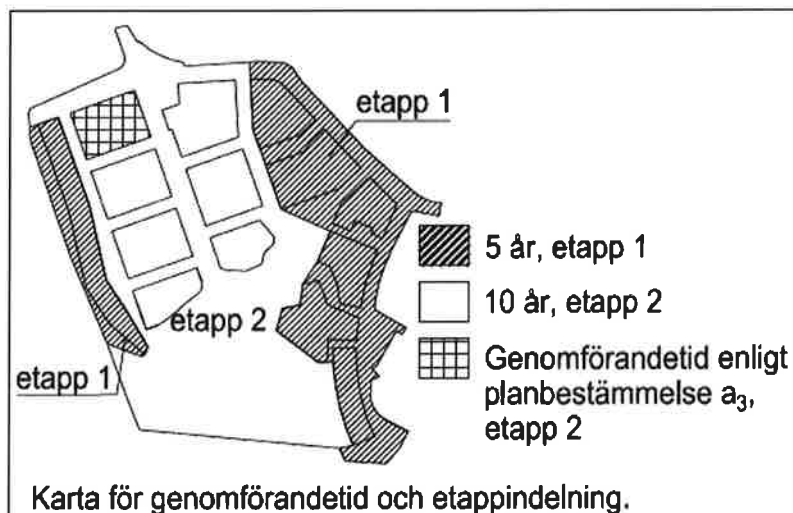 etapp 1
5 år, etapp 1
10 år, etapp 2
etapp 2
Genomförandetid enligt
planbestämmelse a₃,
etapp 2
etapp 1
Karta för genomförandetid och etappindelning.